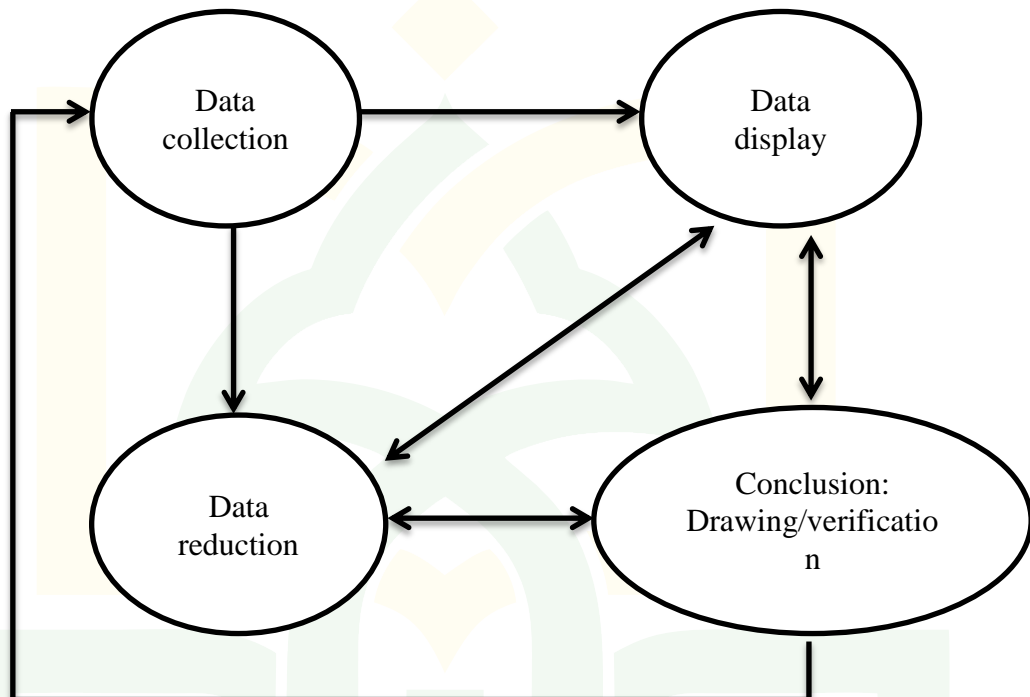 Data
collection
Data
display
Data
reduction
Conclusion:
Drawing/verificatio
n